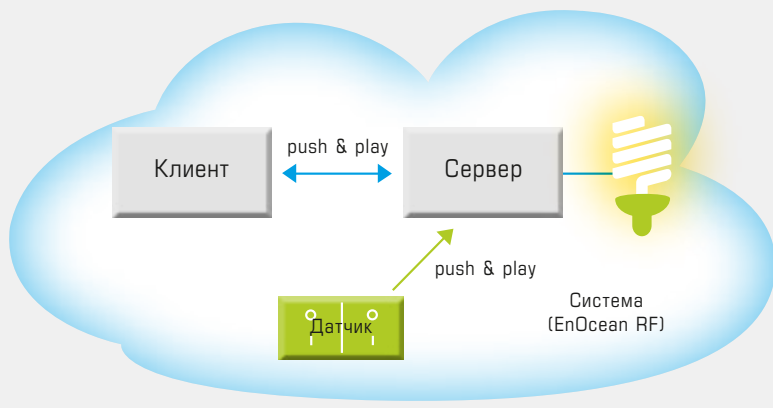 Клиент
push & play
Сервер
push & play
Датчик
Система
(EnOcean RF)